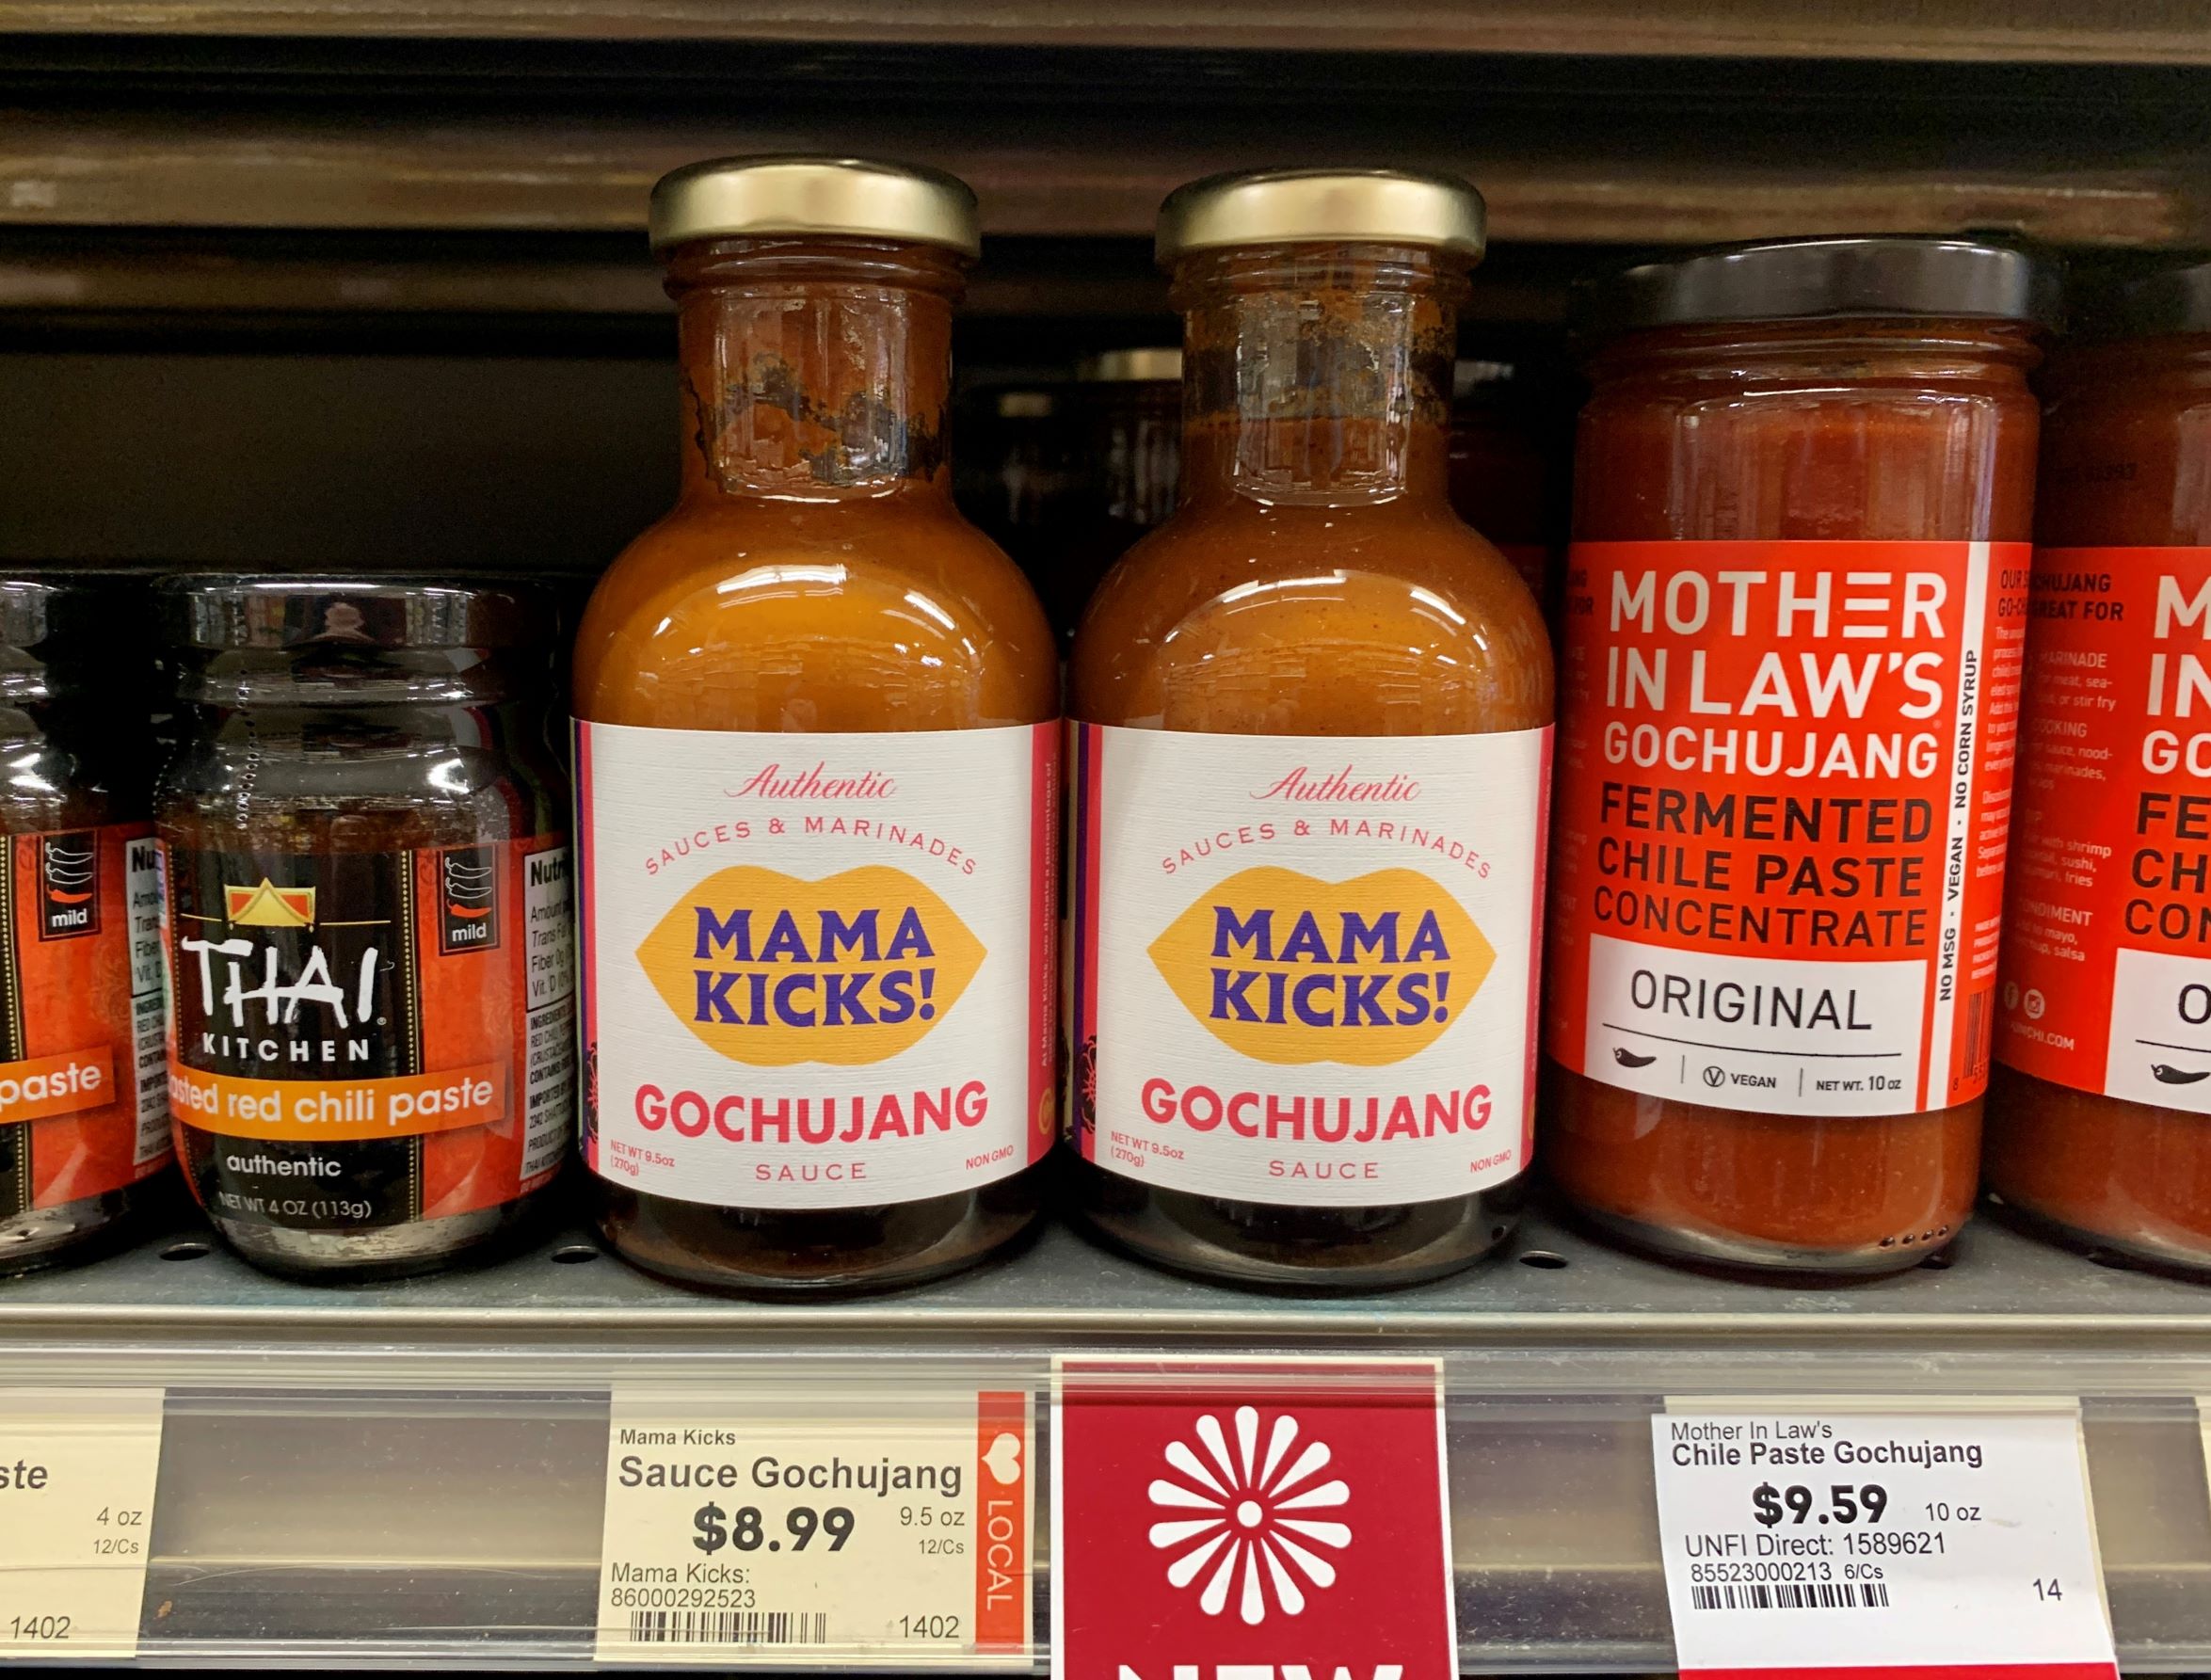 mild
paste
THAI
KITCHEN
red chili paste
authentic
NET WT 4 OZ (113g)
mild
Authentic
SAUCES & MARINADES
MAMA
KICKS!
GOCHUJANG
SAUCE
NET WT 9.5oz
(270g)
NON GMO
Authentic
SAUCES & MARINADES
MAMA
KICKS!
GOCHUJANG
SAUCE
NET WT 9.5oz
(270g)
NON GMO
MOTHER
IN LAW'S
GOCHUJANG
FERMENTED
CHILE PASTE
CONCENTRATE
ORIGINAL
VEGAN
NET WT. 10 oz
NO MSG · VEGAN · NO CORN SYRUP
4 oz
12/Cs
1402
Mama Kicks
Sauce Gochujang
$8.99
9.5 oz
12/Cs
Mama Kicks:
86000292523
1402
LOCAL
NEW
Mother In Law's
Chile Paste Gochujang
$9.59 10 oz
UNFI Direct: 1589621
85523000213 6/Cs
14